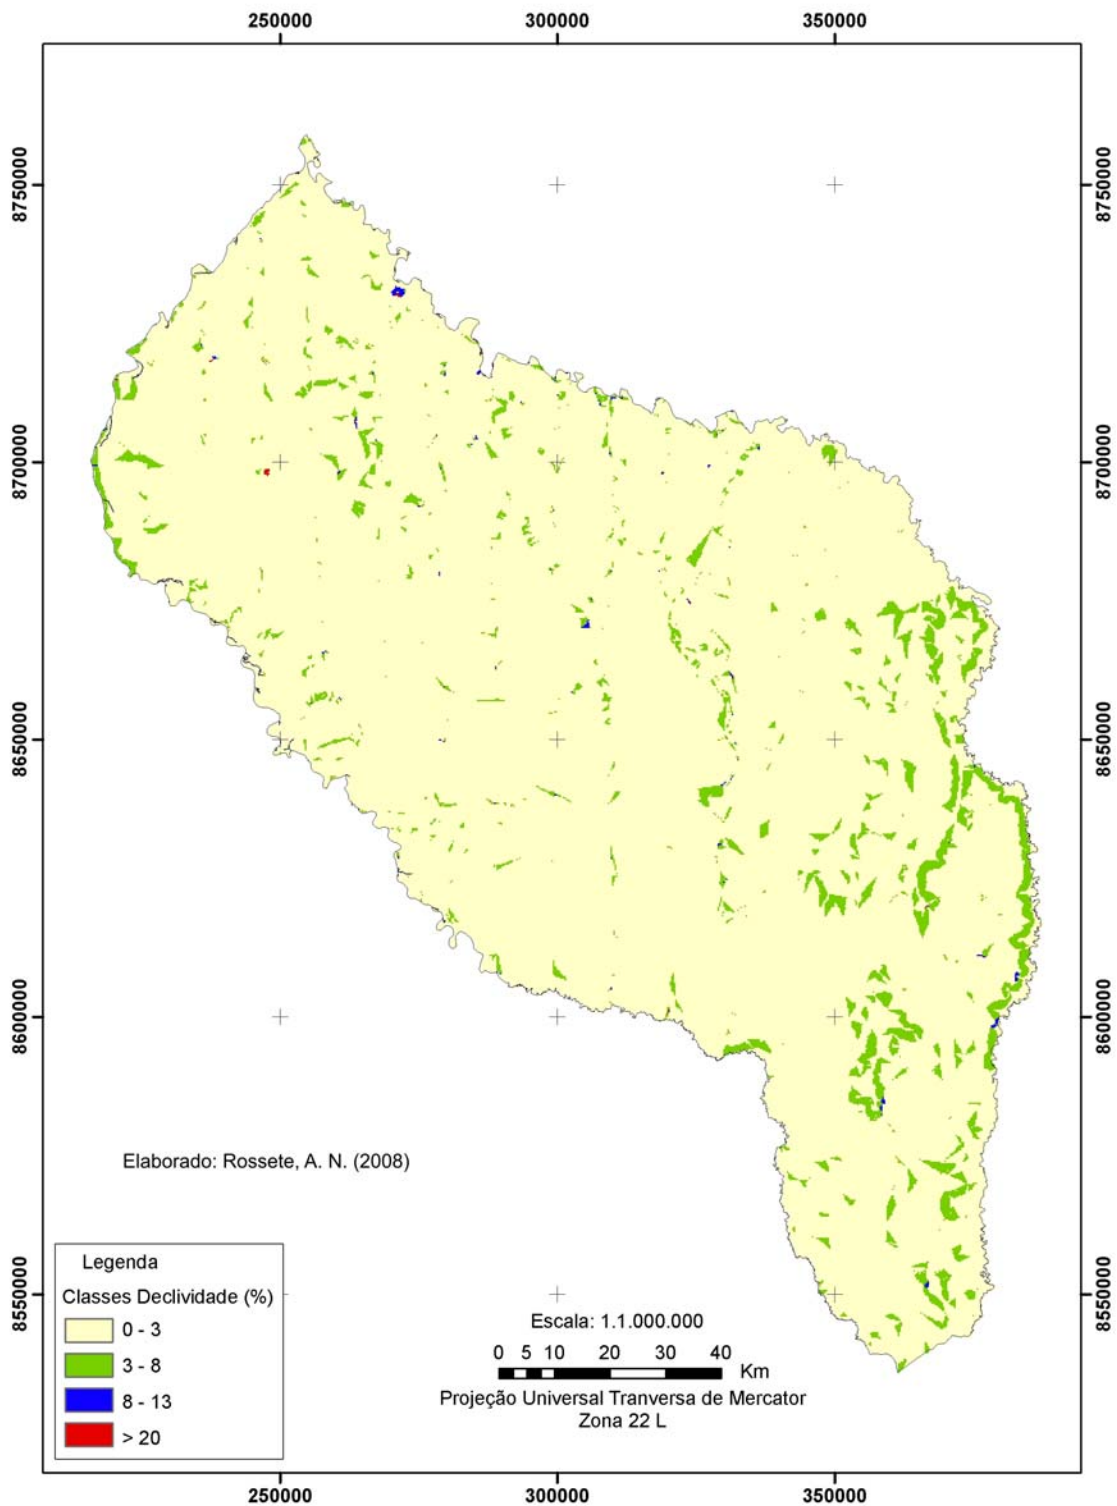 250000 300000 350000
8750000 8750000
8700000 8700000
8650000 8650000
8600000 8600000
Elaborado: Rossete, A. N. (2008)
Legenda
Classes Declividade (%)
0 - 3
3 - 8
8 - 13
> 20
8550000 8550000
Escala: 1.1.000.000
0 5 10 20 30 40
Km
Projeção Universal Tranversa de Mercator
Zona 22 L
250000 300000 350000